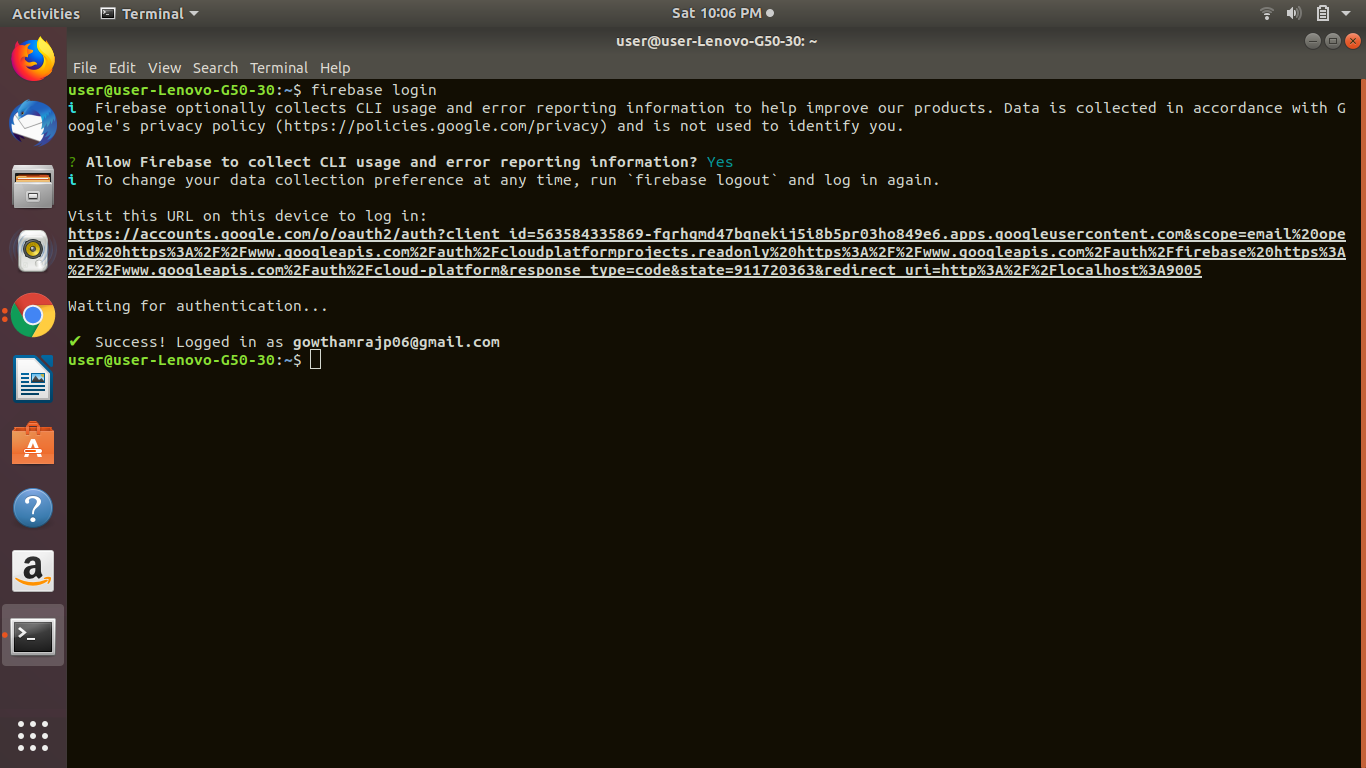 Activities Terminal Sat 10:06 PM
user@user-Lenovo-G50-30: ~
File Edit View Search Terminal Help
user@user-Lenovo-G50-30:~$ firebase login
i  Firebase optionally collects CLI usage and error reporting information to help improve our products. Data is collected in accordance with G
oogle's privacy policy (https://policies.google.com/privacy) and is not used to identify you.
? Allow Firebase to collect CLI usage and error reporting information? Yes
i  To change your data collection preference at any time, run `firebase logout` and log in again.
Visit this URL on this device to log in:
https://accounts.google.com/o/oauth2/auth?client_id=563584335869-fgrhgmd47bqnekij5i8b5pr03ho849e6.apps.googleusercontent.com&scope=email%20ope
nid%20https%3A%2F%2Fwww.googleapis.com%2Fauth%2Fcloudplatformprojects.readonly%20https%3A%2F%2Fwww.googleapis.com%2Fauth%2Ffirebase%20https%3A
%2F%2Fwww.googleapis.com%2Fauth%2Fcloud-platform&response_type=code&state=911720363&redirect_uri=http%3A%2F%2Flocalhost%3A9005
Waiting for authentication...
✔  Success! Logged in as gowthamrajp06@gmail.com
user@user-Lenovo-G50-30:~$